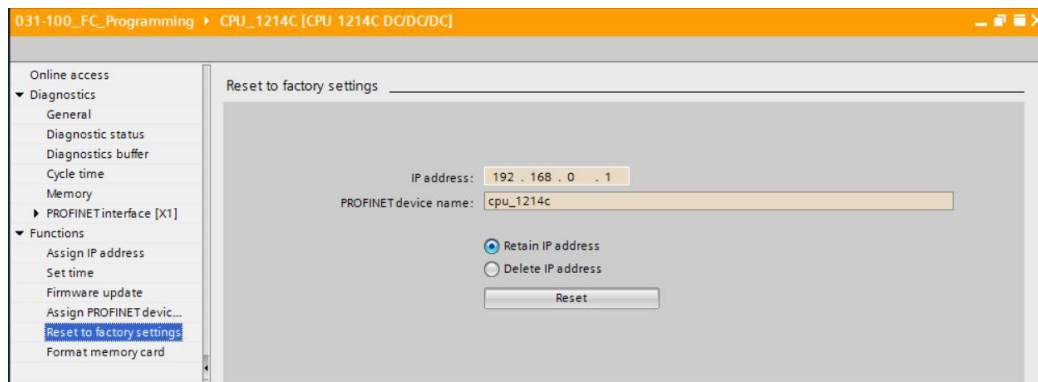 031-100_FC_Programming ▸ CPU_1214C [CPU 1214C DC/DC/DC]
Online access
Diagnostics
General
Diagnostic status
Diagnostics buffer
Cycle time
Memory
PROFINET interface [X1]
Functions
Assign IP address
Set time
Firmware update
Assign PROFINET devic...
Reset to factory settings
Format memory card
Reset to factory settings
IP address: 192 . 168 . 0 . 1
PROFINET device name: cpu_1214c
Retain IP address
Delete IP address
Reset